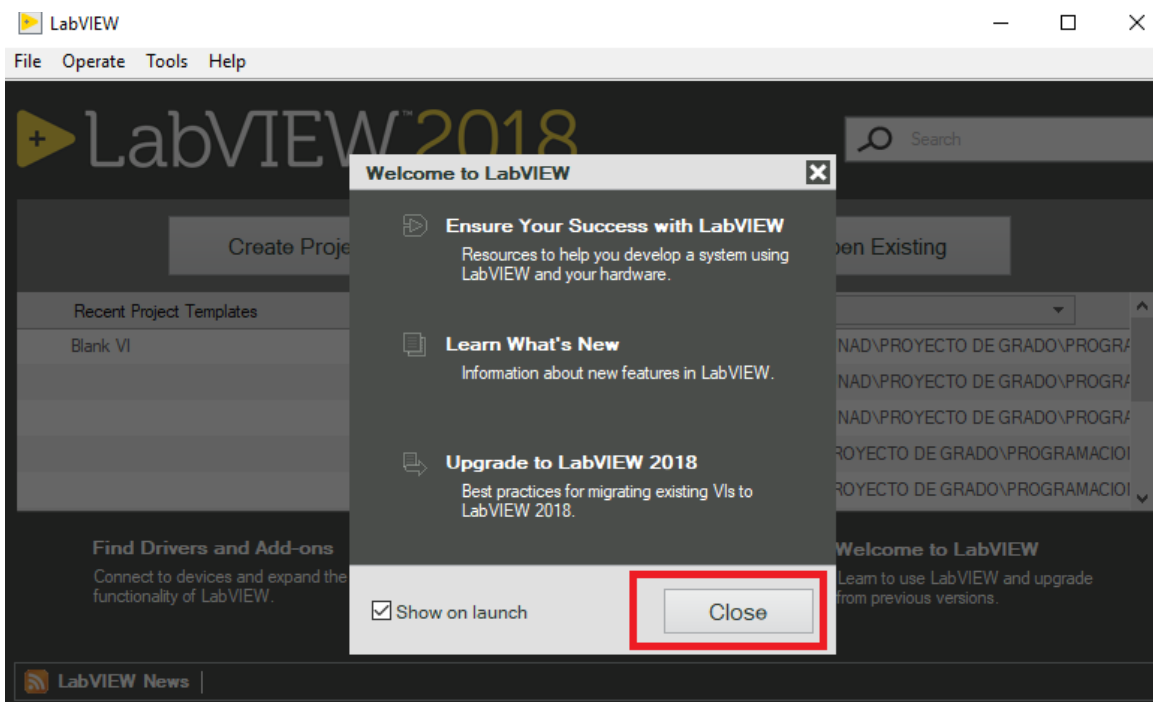 LabVIEW
File Operate Tools Help
LabVIEW™ 2018
Search
Welcome to LabVIEW
Ensure Your Success with LabVIEW
Resources to help you develop a system using
LabVIEW and your hardware.
Learn What's New
Information about new features in LabVIEW.
Upgrade to LabVIEW 2018
Best practices for migrating existing VIs to
LabVIEW 2018.
Show on launch
Close
Create Proje
pen Existing
Recent Project Templates
Blank VI
NAD\PROYECTO DE GRADO\PROGRA
NAD\PROYECTO DE GRADO\PROGRA
NAD\PROYECTO DE GRADO\PROGRA
ROYECTO DE GRADO\PROGRAMACIO
ROYECTO DE GRADO\PROGRAMACIO
Find Drivers and Add-ons
Connect to devices and expand the
functionality of LabVIEW.
Welcome to LabVIEW
Learn to use LabVIEW and upgrade
from previous versions.
LabVIEW News